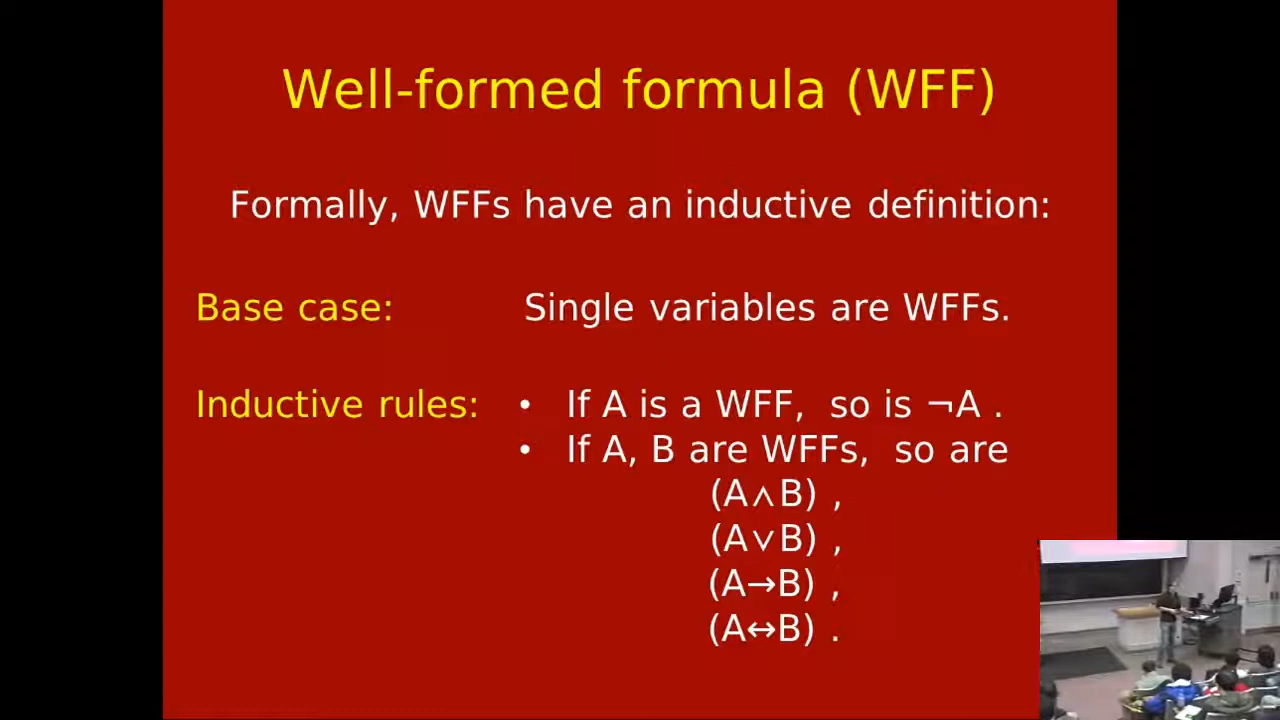 Well-formed formula (WFF)
Formally, WFFs have an inductive definition:
Base case: Single variables are WFFs.
Inductive rules: • If A is a WFF, so is ¬A .
• If A, B are WFFs, so are
(A∧B) ,
(A∨B) ,
(A→B) ,
(A↔B) .